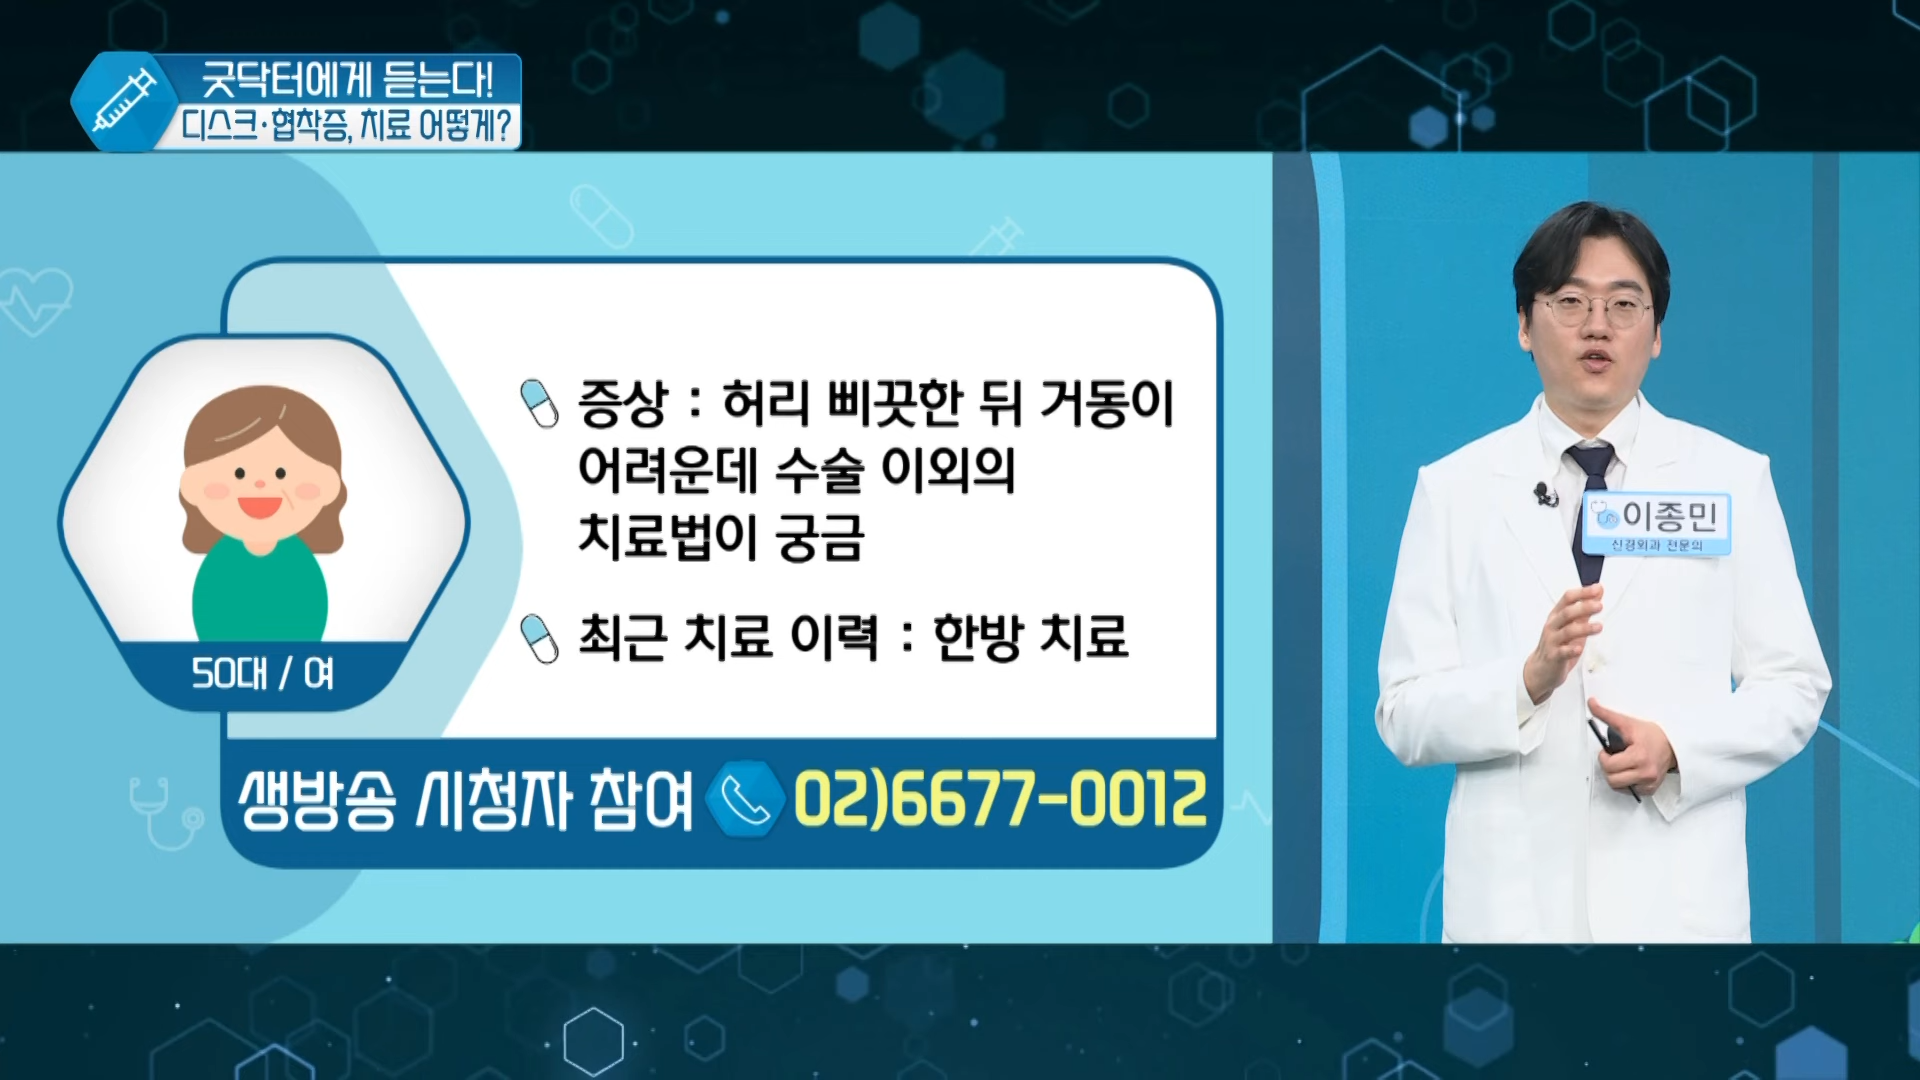 굿닥터에게 듣는다!
디스크·협착증, 치료 어떻게?
증상 : 허리 삐끗한 뒤 거동이
어려운데 수술 이외의
치료법이 궁금
최근 치료 이력 : 한방 치료
50대 / 여
생방송 시청자 참여 02)6677-0012
이종민
신경외과 전문의